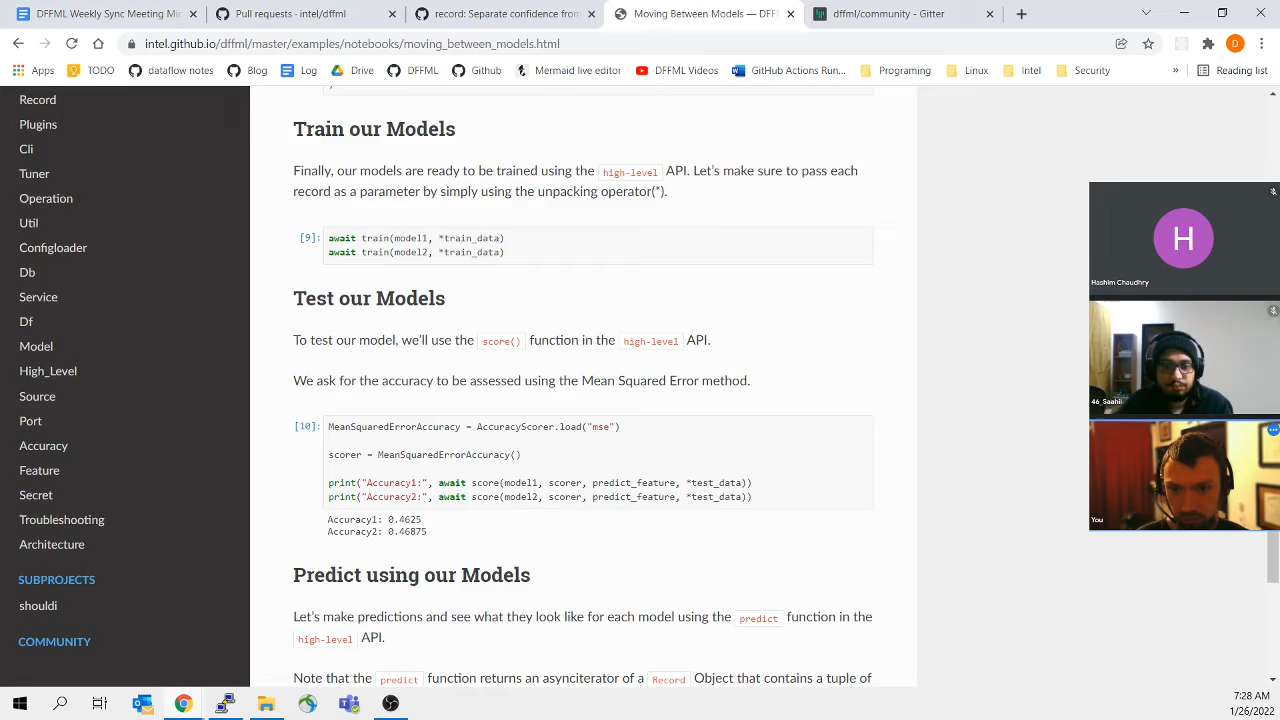 DFFML Weekly Sync Meeting Min
Pull requests · intel/dffml
record: Separate confidence from
Moving Between Models — DFF
dffml/community - Gitter
intel.github.io/dffml/master/examples/notebooks/moving_between_models.html
D
Apps
TODO
dataflow notes
Blog
Log
Drive
DFFML
Github
Mermaid live editor
DFFML Videos
GitHub Actions Run...
Programing
Linux
Intel
Security
»
Reading list
Record
Plugins
Cli
Tuner
Operation
Util
Configloader
Db
Service
Df
Model
High_Level
Source
Port
Accuracy
Feature
Secret
Troubleshooting
Architecture
SUBPROJECTS
shouldi
COMMUNITY
Train our Models
Finally, our models are ready to be trained using the high-level API. Let's make sure to pass each
record as a parameter by simply using the unpacking operator(*).
[9]: await train(model1, *train_data)
await train(model2, *train_data)
Test our Models
To test our model, we'll use the score() function in the high-level API.
We ask for the accuracy to be assessed using the Mean Squared Error method.
[10]: MeanSquaredErrorAccuracy = AccuracyScorer.load("mse")
scorer = MeanSquaredErrorAccuracy()
print("Accuracy1:", await score(model1, scorer, predict_feature, *test_data))
print("Accuracy2:", await score(model2, scorer, predict_feature, *test_data))
Accuracy1: 0.4625
Accuracy2: 0.46875
Predict using our Models
Let's make predictions and see what they look like for each model using the predict function in the
high-level API.
Note that the predict function returns an asynciterator of a Record Object that contains a tuple of
H
Hashim Chaudhry
46_Saahil
You
7:28 AM
1/26/2022